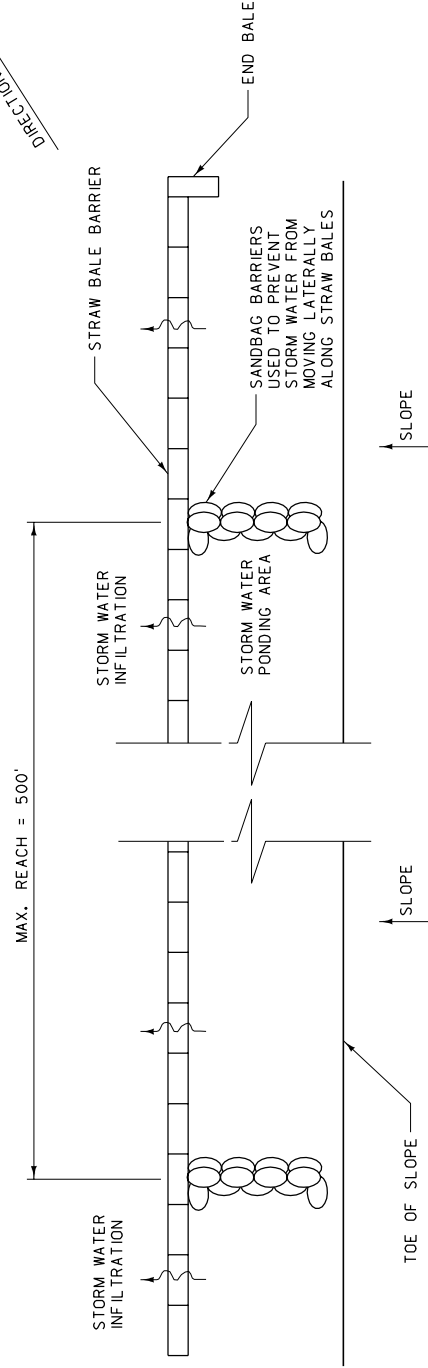 DIRECTION
END BALE
STRAW BALE BARRIER
SANDBAG BARRIERS
USED TO PREVENT
STORM WATER FROM
MOVING LATERALLY
ALONG STRAW BALES
SLOPE
STORM WATER
INFILTRATION
STORM WATER
PONDING AREA
MAX. REACH = 500'
SLOPE
TOE OF SLOPE
STORM WATER
INFILTRATION